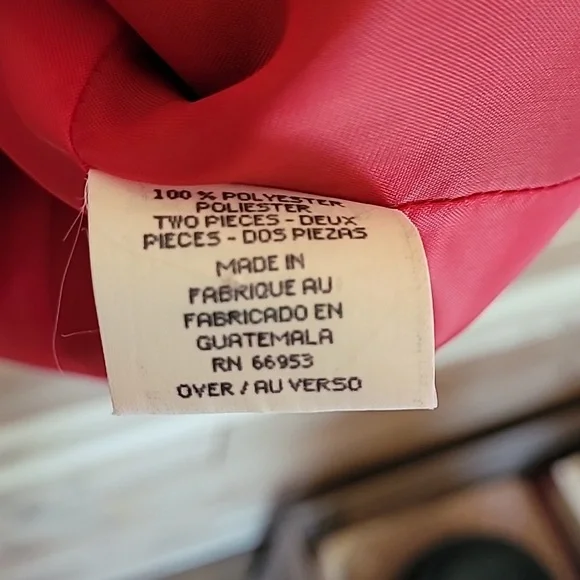 100 % POLYESTER
POLIESTER
TWO PIECES - DEUX
PIECES - DOS PIEZAS
MADE IN
FABRIQUE AU
FABRICADO EN
GUATEMALA
RN 66953
OVER / AU VERSO